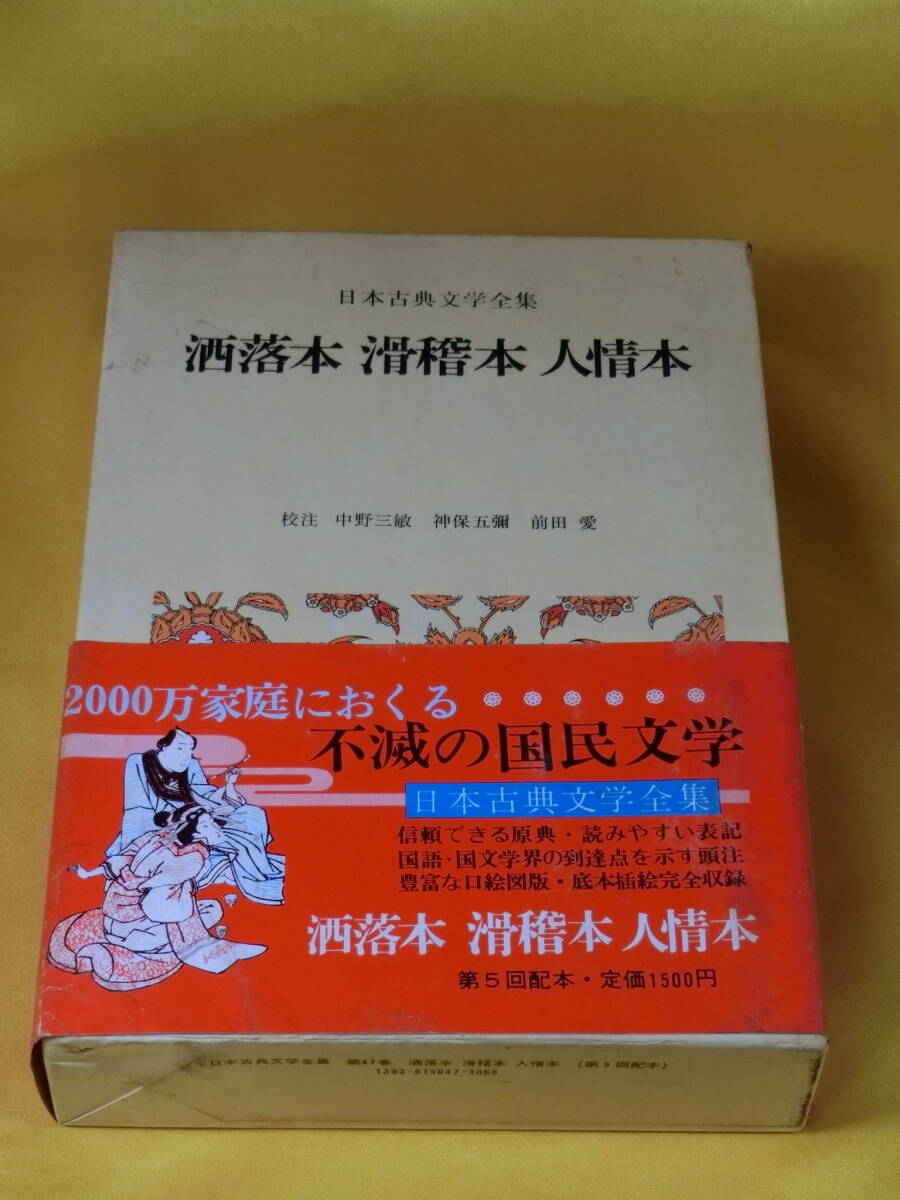 日本古典文学全集
洒落本 滑稽本 人情本
校注 中野三敏 神保五彌 前田 愛
2000万家庭におくる
不滅の国民文学
日本古典文学全集
信頼できる原典・読みやすい表記
国語・国文学界の到達点を示す頭注
豊富な口絵図版・底本挿絵完全収録
洒落本 滑稽本 人情本
第5回配本・定価1500円
日本古典文学全集 第47巻 洒落本 滑稽本 人情本 (第5回配本)
1393-615047-3068